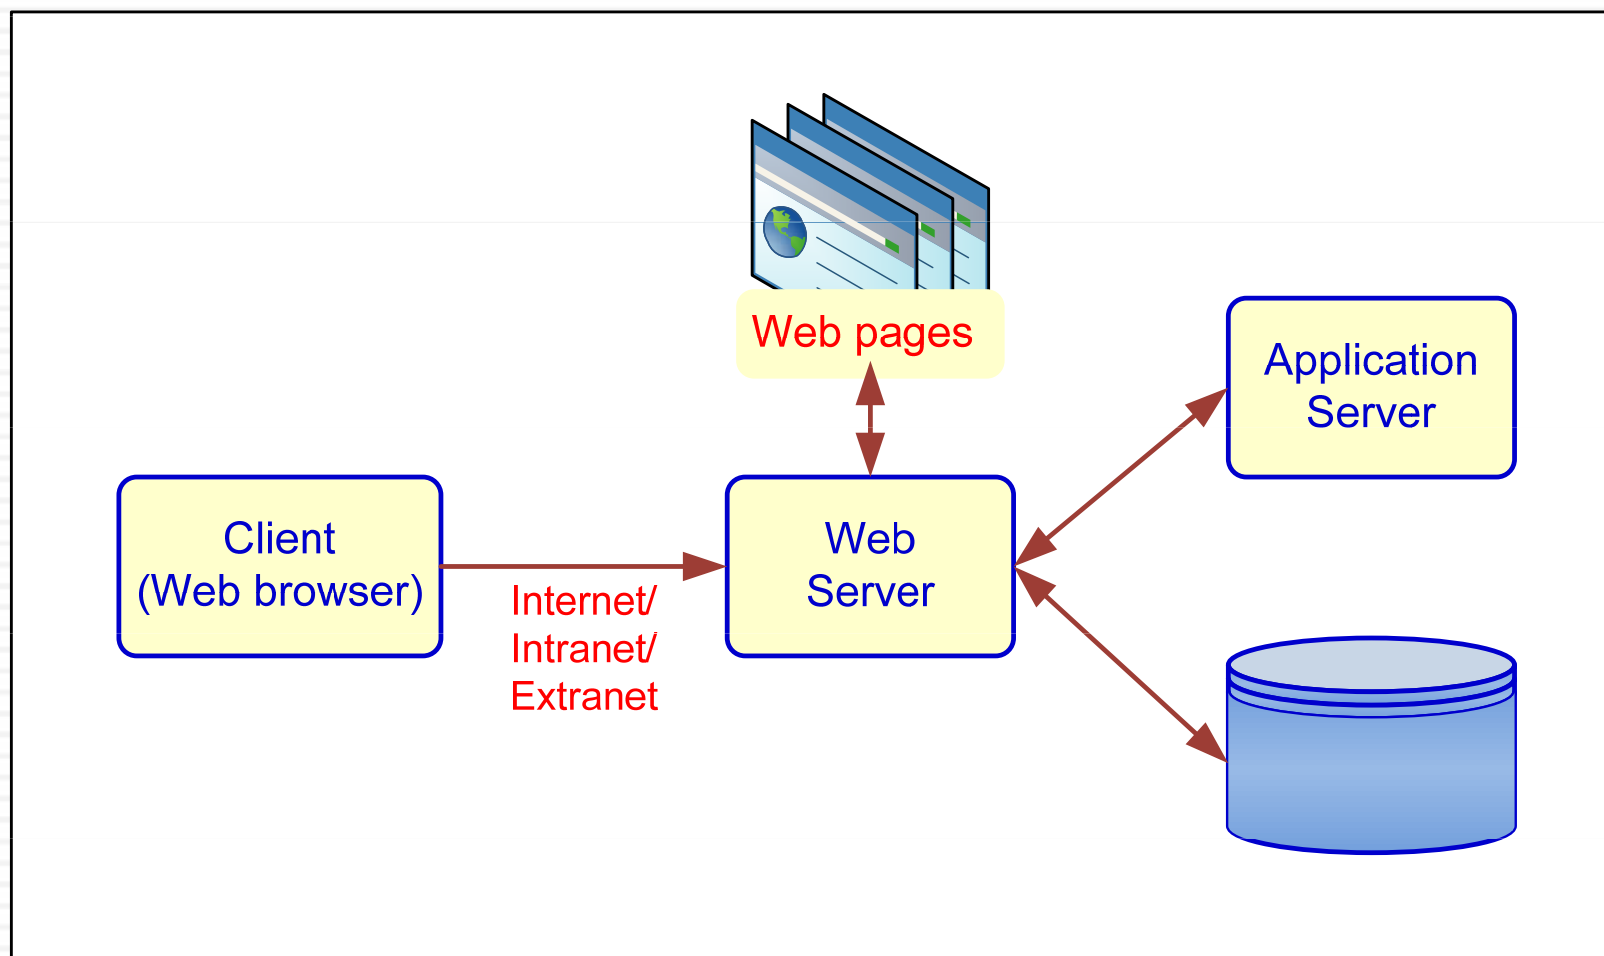 Web pages
Application
Server
Client
(Web browser)
Web
Server
Internet/
Intranet/
Extranet